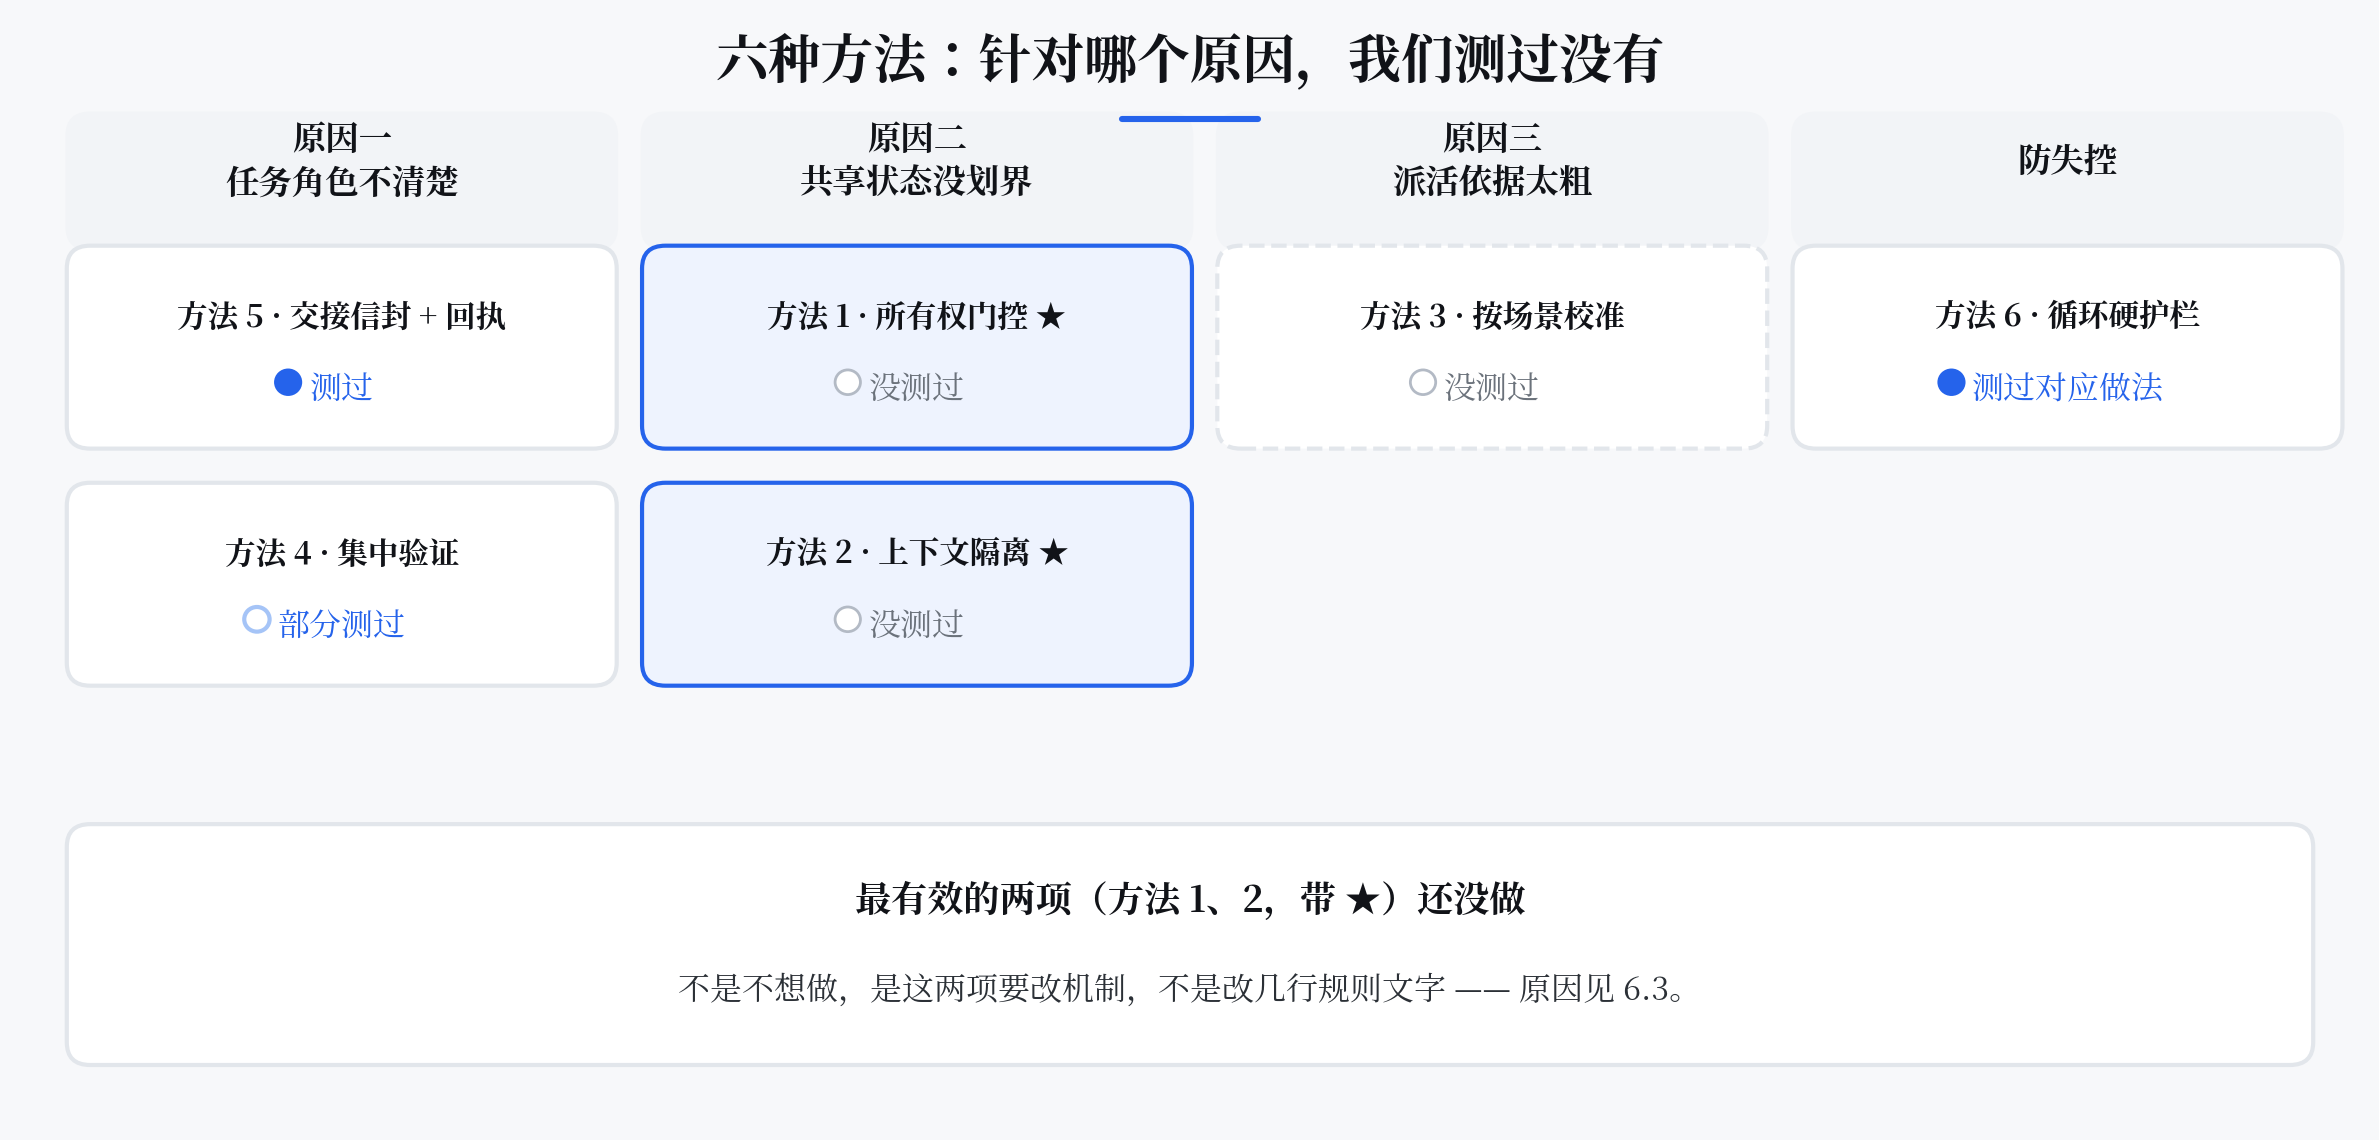 六种方法：针对哪个原因，我们测过没有
原因一
任务角色不清楚
原因二
共享状态没划界
原因三
派活依据太粗
防失控
方法 5 · 交接信封 + 回执
测过
方法 1 · 所有权门控 ★
没测过
方法 3 · 按场景校准
没测过
方法 6 · 循环硬护栏
测过对应做法
方法 4 · 集中验证
部分测过
方法 2 · 上下文隔离 ★
没测过
最有效的两项（方法 1、2，带 ★）还没做
不是不想做，是这两项要改机制，不是改几行规则文字 —— 原因见 6.3。